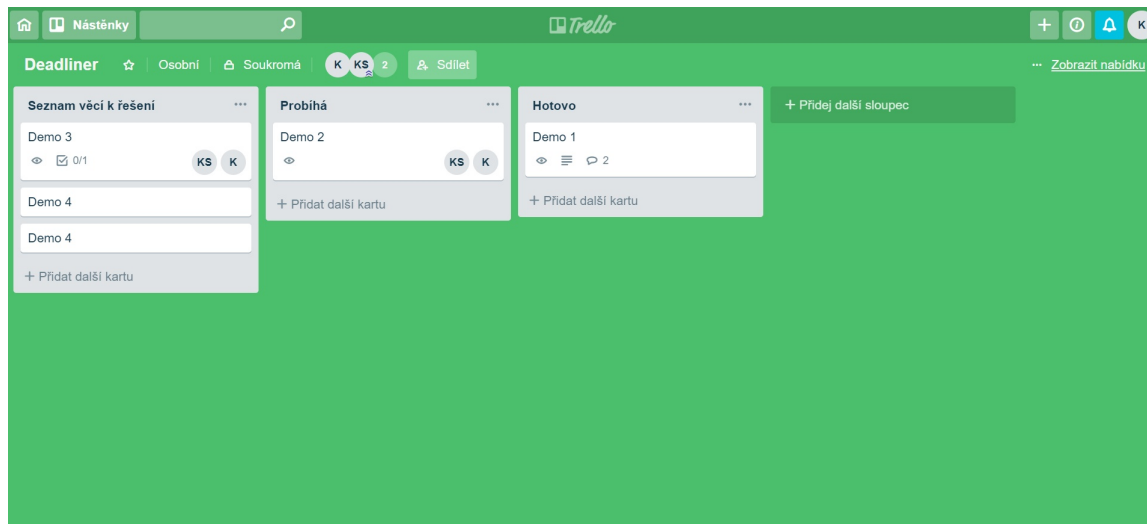 Nástěnky
Trello
K
Deadliner
Osobní
Soukromá
K KS 2
Sdílet
Zobrazit nabídku
Seznam věcí k řešení
Demo 3
0/1
KS K
Demo 4
Demo 4
+ Přidat další kartu
Probíhá
Demo 2
KS K
+ Přidat další kartu
Hotovo
Demo 1
2
+ Přidat další kartu
+ Přidej další sloupec